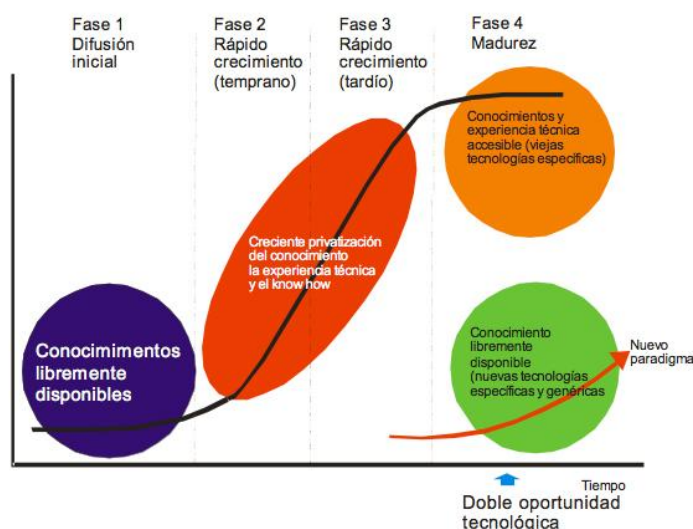 Fase 1
Difusión
inicial
Fase 2
Rápido
crecimiento
(temprano)
Fase 3
Rápido
crecimiento
(tardío)
Fase 4
Madurez
Conocimientos y
experiencia técnica
accesible (viejas
tecnologías específicas)
Creciente privatización
del conocimiento
la experiencia técnica
y el know how
Conocimimentos
libremente
disponibles
Conocimiento
libremente
disponible
(nuevas tecnologías
específicas y genéricas
Nuevo
paradigma
Tiempo
Doble oportunidad
tecnológica